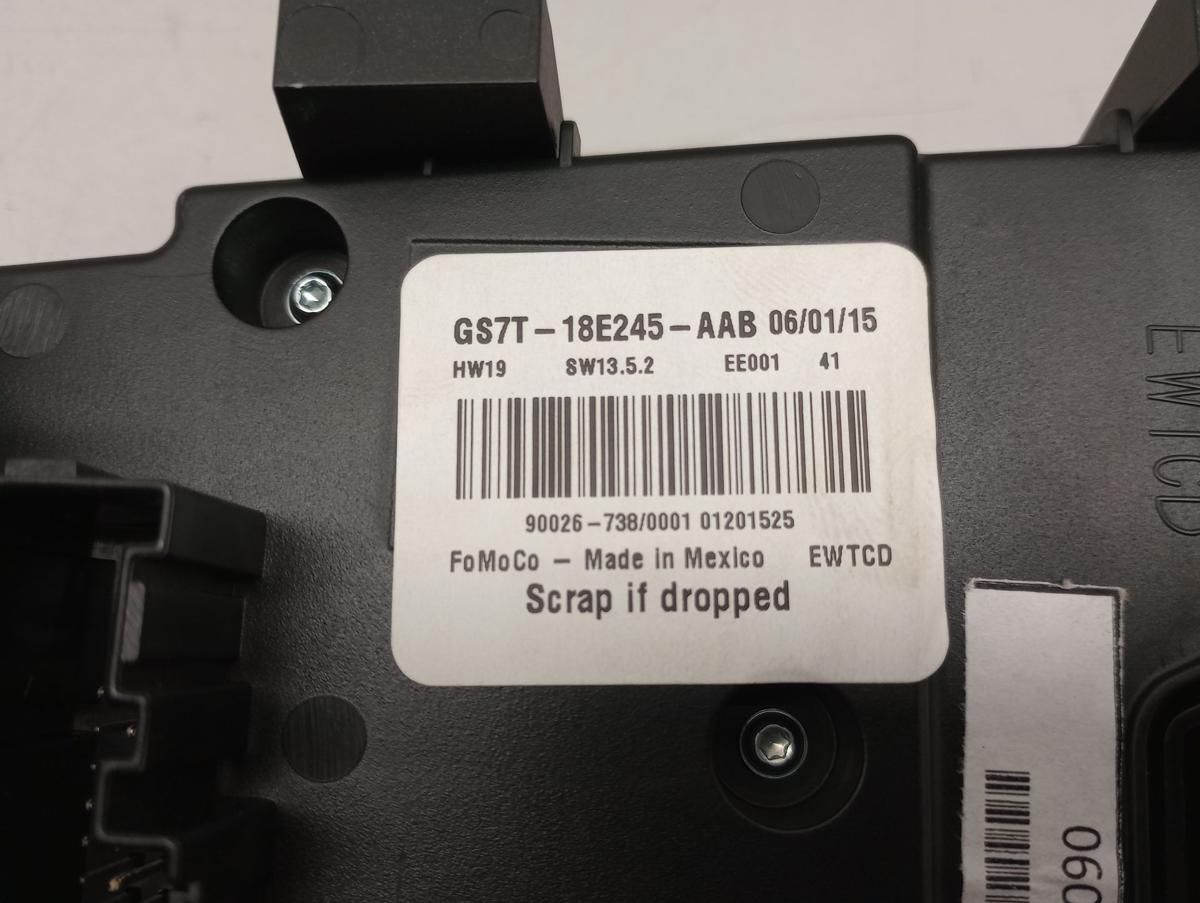 GS7T-18E245-AAB 06/01/15
HW19 SW13.5.2 EE001 41
90026-738/0001 01201525
FoMoCo - Made in Mexico EWTCD
Scrap if dropped
EWTCD
060